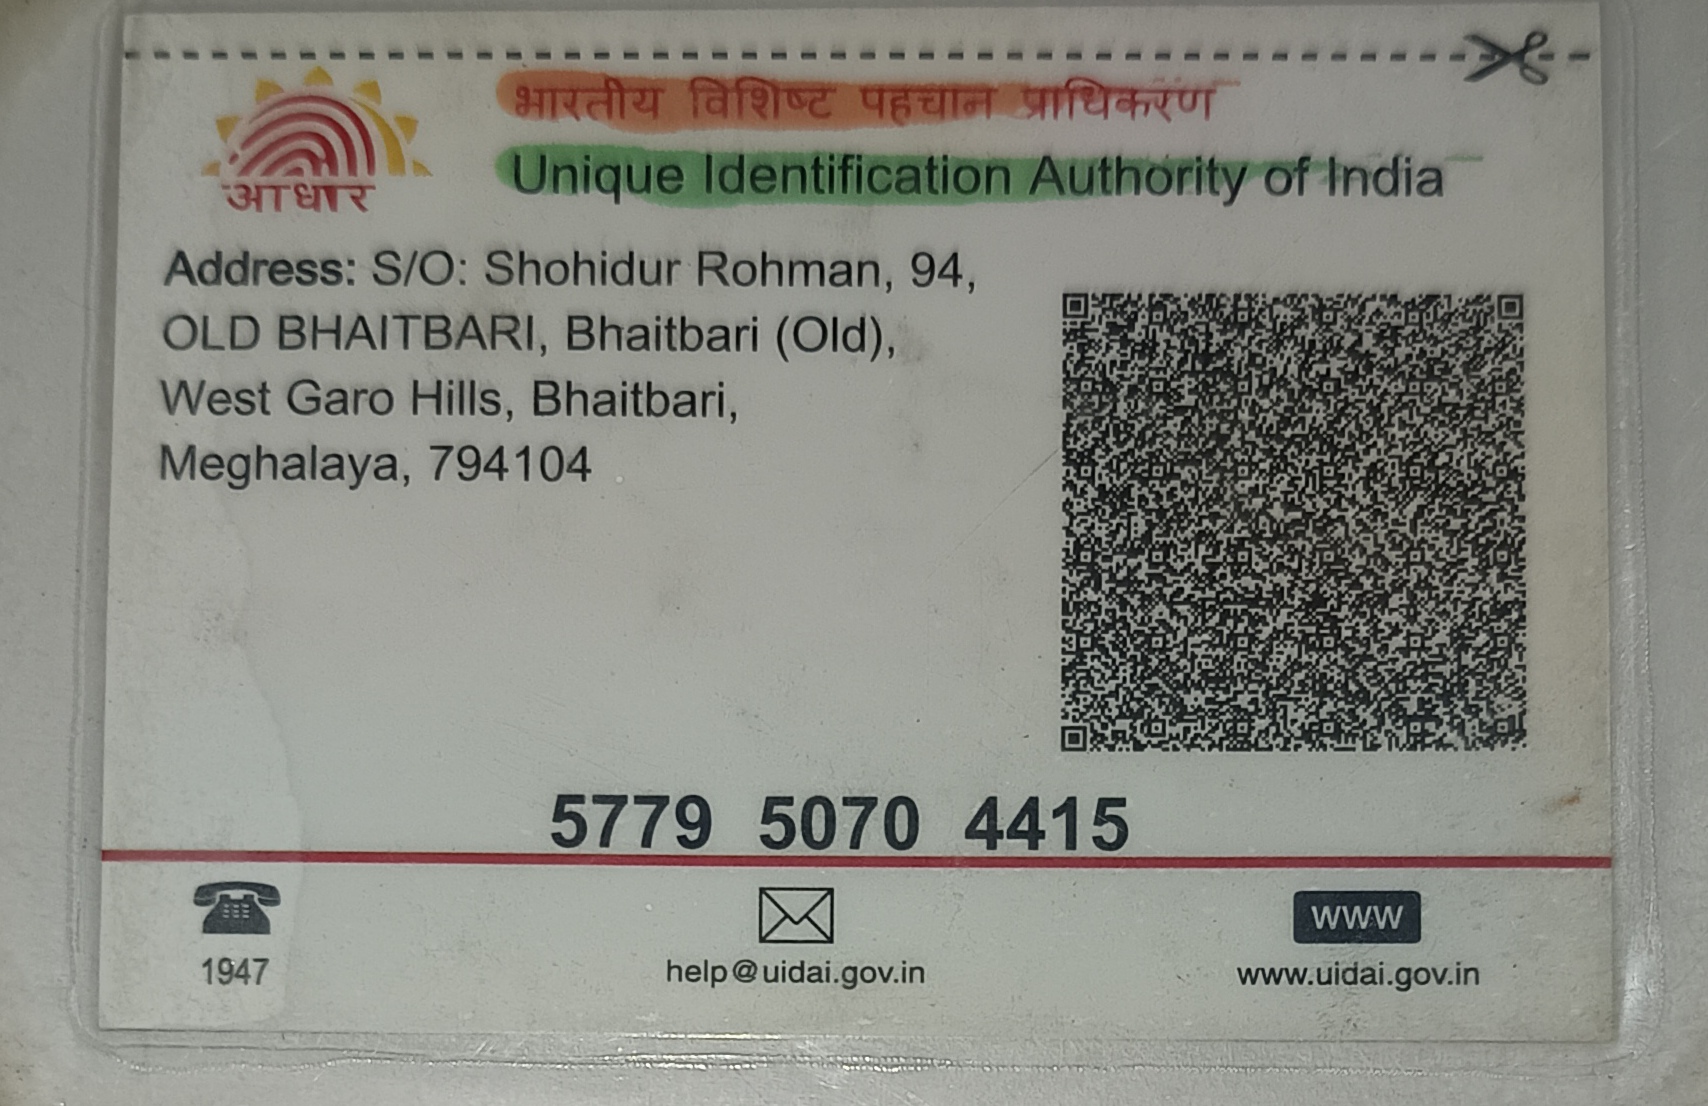 भारतीय विशिष्ट पहचान प्राधिकरण
Unique Identification Authority of India
आधार
Address: S/O: Shohidur Rohman, 94,
OLD BHAITBARI, Bhaitbari (Old),
West Garo Hills, Bhaitbari,
Meghalaya, 794104
5779 5070 4415
1947
help@uidai.gov.in
www
www.uidai.gov.in